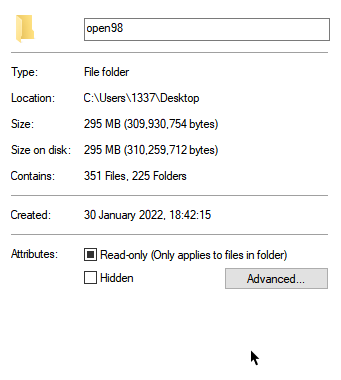 open98
Type: File folder
Location: C:\Users\1337\Desktop
Size: 295 MB (309,930,754 bytes)
Size on disk: 295 MB (310,259,712 bytes)
Contains: 351 Files, 225 Folders
Created: 30 January 2022, 18:42:15
Attributes: Read-only (Only applies to files in folder)
Hidden Advanced...